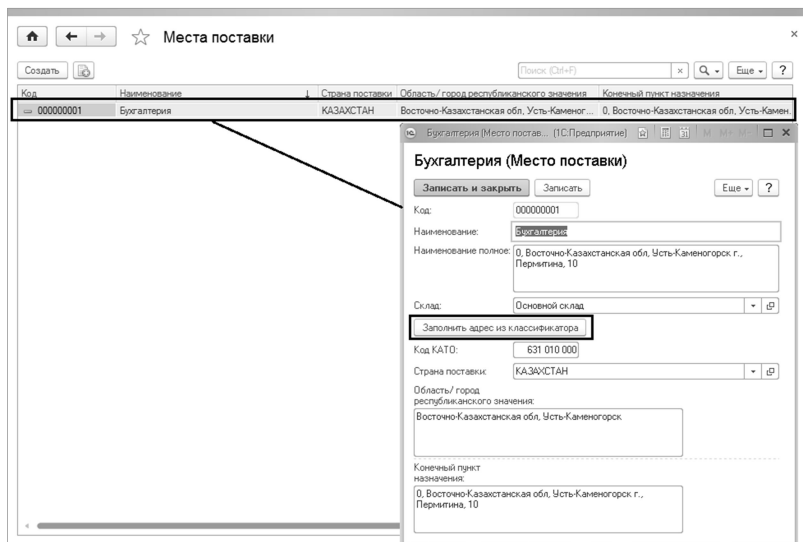 Места поставки
Создать
Поиск (Ctrl+F)
Еще
?
Код Наименование Страна поставки Область/ город республиканского значения Конечный пункт назначения
000000001 Бухгалтерия КАЗАХСТАН Восточно-Казахстанская обл, Усть-Каменог... 0, Восточно-Казахстанская обл, Усть-Камен...
Бухгалтерия (Место постав... (1С:Предприятие) M M+ M-
Бухгалтерия (Место поставки)
Записать и закрыть Записать Еще ?
Код: 000000001
Наименование: Бухгалтерия
Наименование полное: 0, Восточно-Казахстанская обл, Усть-Каменогорск г.,
Пермитина, 10
Склад: Основной склад
Заполнить адрес из классификатора
Код КАТО: 631 010 000
Страна поставки: КАЗАХСТАН
Область/ город
республиканского значения:
Восточно-Казахстанская обл, Усть-Каменогорск
Конечный пункт
назначения:
0, Восточно-Казахстанская обл, Усть-Каменогорск г.,
Пермитина, 10